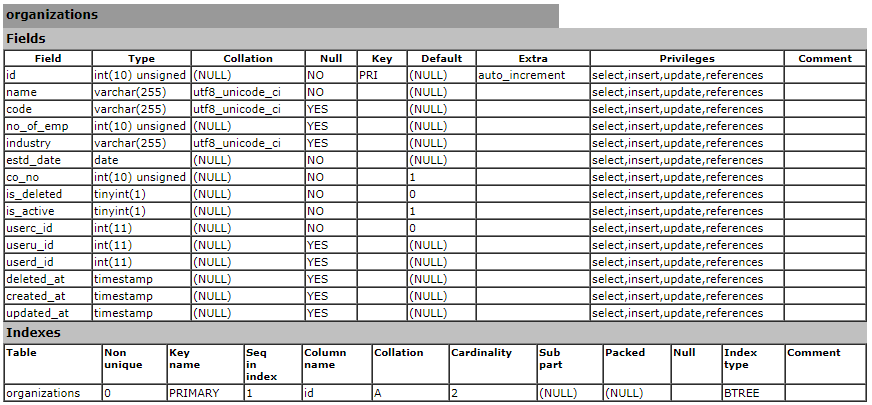 organizations
Fields
Field Type Collation Null Key Default Extra Privileges Comment
id int(10) unsigned (NULL) NO PRI (NULL) auto_increment select,insert,update,references
name varchar(255) utf8_unicode_ci NO (NULL) select,insert,update,references
code varchar(255) utf8_unicode_ci YES (NULL) select,insert,update,references
no_of_emp int(10) unsigned (NULL) YES (NULL) select,insert,update,references
industry varchar(255) utf8_unicode_ci YES (NULL) select,insert,update,references
estd_date date (NULL) NO (NULL) select,insert,update,references
co_no int(10) unsigned (NULL) NO 1 select,insert,update,references
is_deleted tinyint(1) (NULL) NO 0 select,insert,update,references
is_active tinyint(1) (NULL) NO 1 select,insert,update,references
userc_id int(11) (NULL) NO 0 select,insert,update,references
useru_id int(11) (NULL) YES (NULL) select,insert,update,references
userd_id int(11) (NULL) YES (NULL) select,insert,update,references
deleted_at timestamp (NULL) YES (NULL) select,insert,update,references
created_at timestamp (NULL) YES (NULL) select,insert,update,references
updated_at timestamp (NULL) YES (NULL) select,insert,update,references
Indexes
Table Non unique Key name Seq in index Column name Collation Cardinality Sub part Packed Null Index type Comment
organizations 0 PRIMARY 1 id A 2 (NULL) (NULL) BTREE